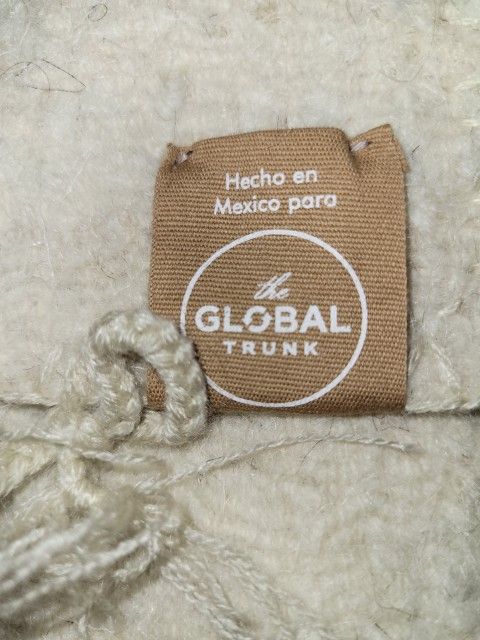 Hecho en
Mexico para
the
GLOBAL
TRUNK